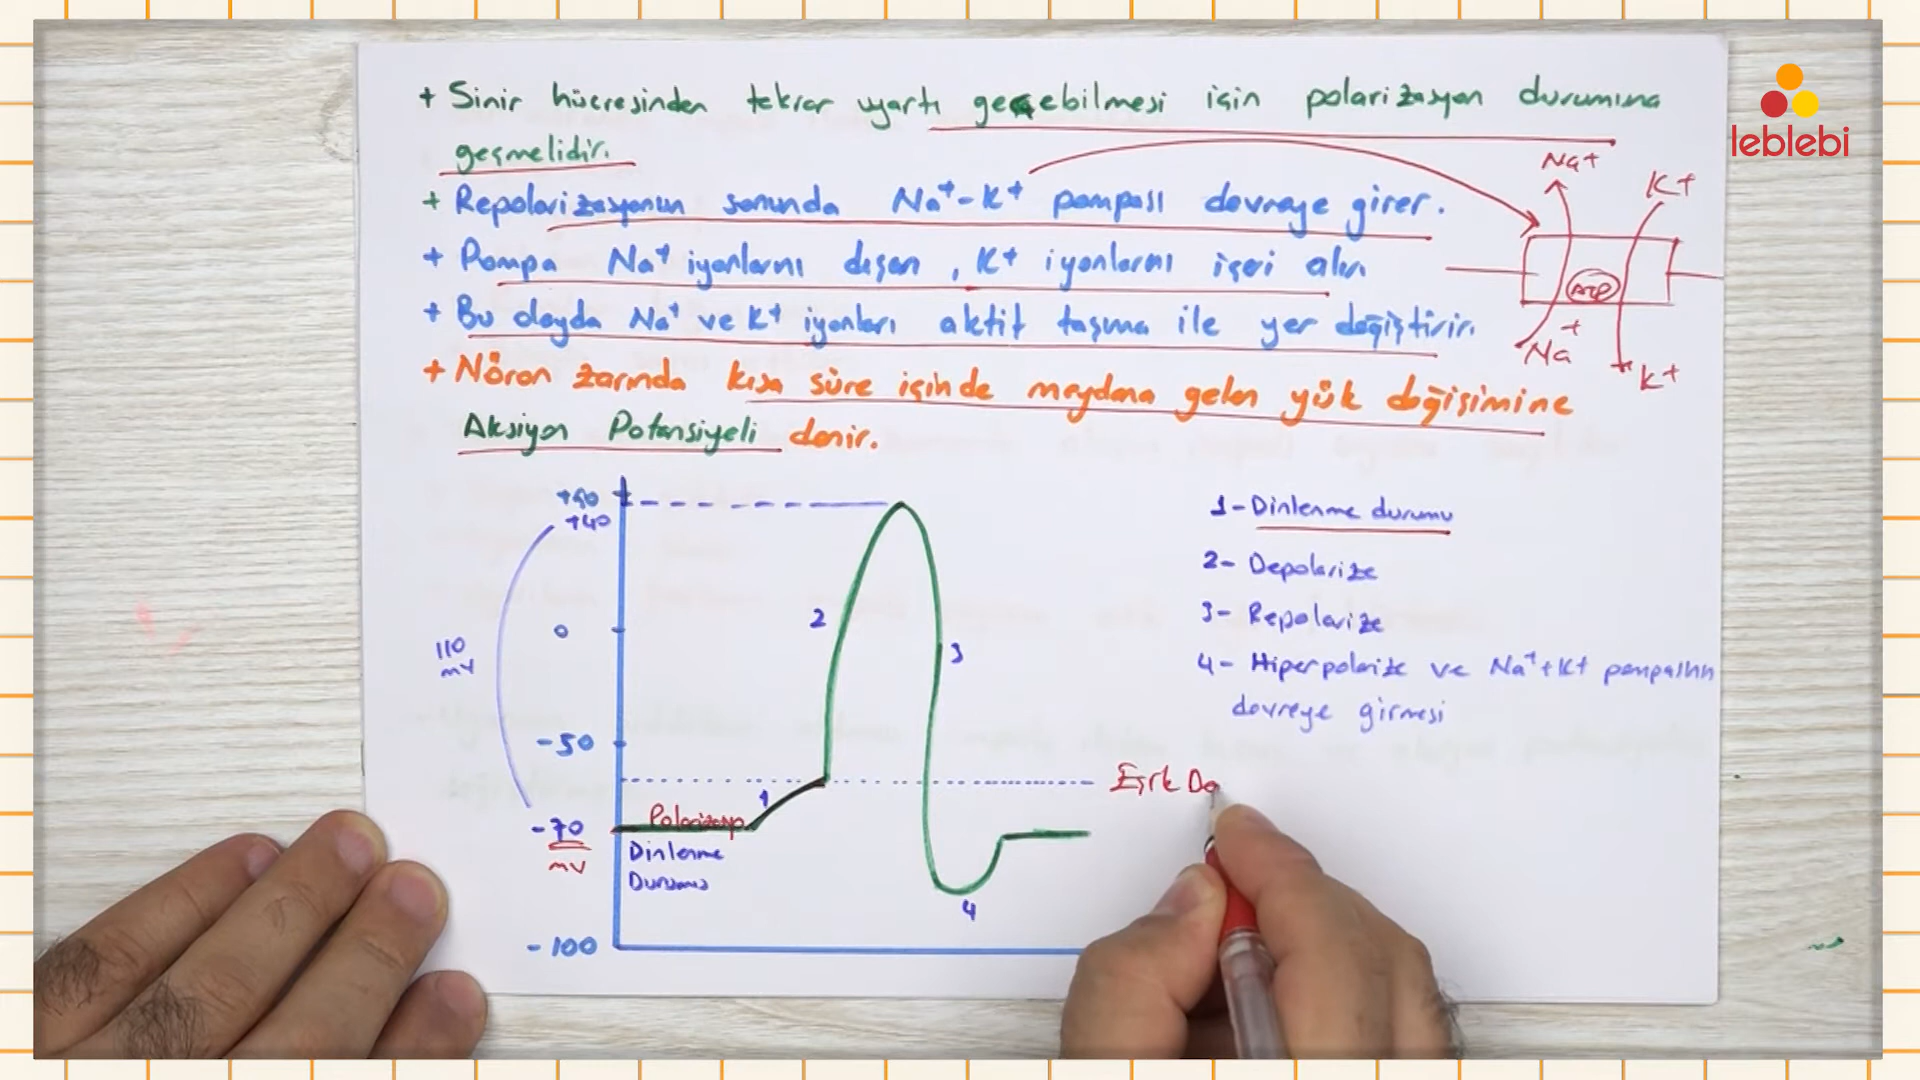 + Sinir hücresinden tekrar uyartı geçebilmesi için polarizasyon durumuna
geçmelidir.
+ Repolarizasyonun sonunda Na+-K+ pompası devreye girer.
+ Pompa Na+ iyonlarını dışarı, K+ iyonlarını içeri alır.
+ Bu olayda Na+ ve K+ iyonları aktif taşıma ile yer değiştirir.
+ Nöron zarında kısa süre içinde meydana gelen yük değişimine
Aksiyon Potansiyeli denir.
leblebi
Na+
K+
ATP
Na+
K+
+40
0
-50
-70
mV
-100
110
mV
2
3
1
4
Polarizasyo
Dinlenme
Durumu
1- Dinlenme durumu
2- Depolarize
3- Repolarize
4- Hiperpolarize ve Na++K+ pompasının
devreye girmesi
Eşik De